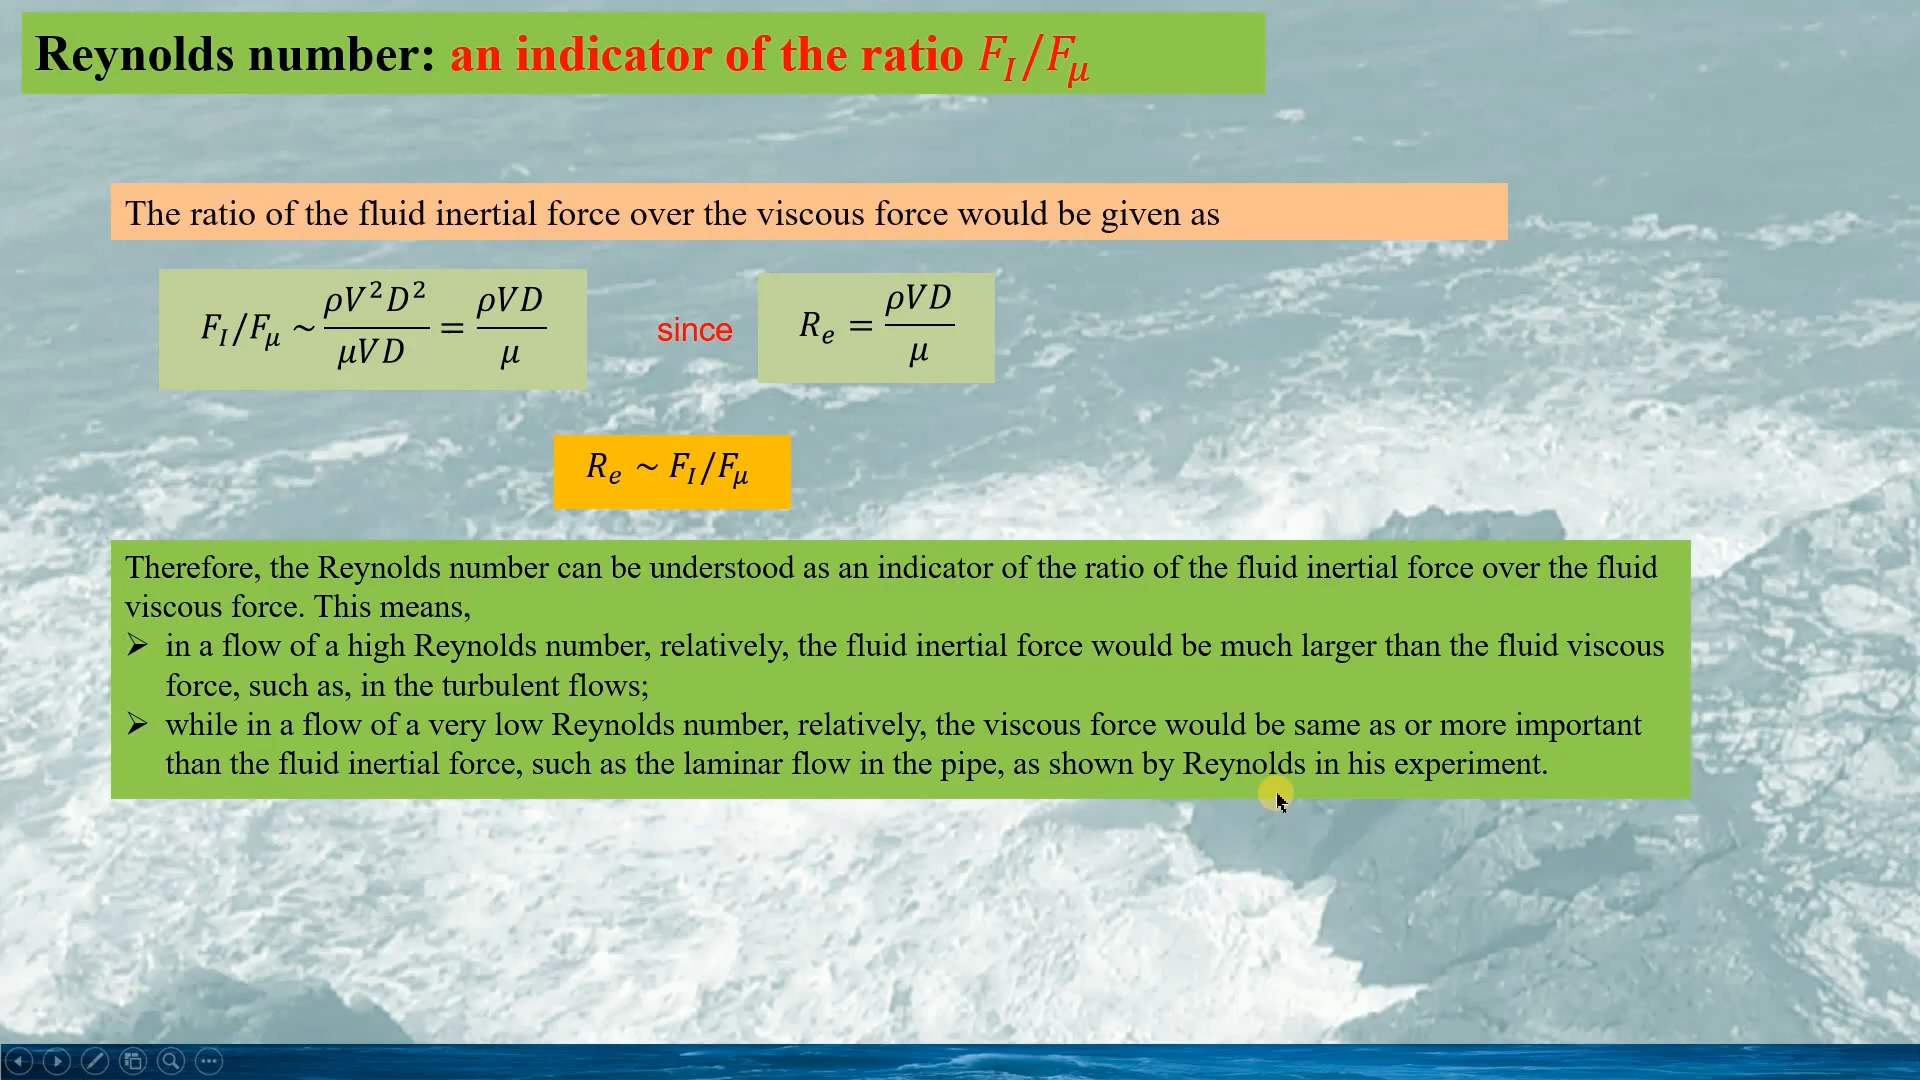 Reynolds number: an indicator of the ratio F_I/F_μ
The ratio of the fluid inertial force over the viscous force would be given as
F_I/F_μ ~ ρV²D²/μVD = ρVD/μ since R_e = ρVD/μ
R_e ~ F_I/F_μ
Therefore, the Reynolds number can be understood as an indicator of the ratio of the fluid inertial force over the fluid
viscous force. This means,
➢ in a flow of a high Reynolds number, relatively, the fluid inertial force would be much larger than the fluid viscous
force, such as, in the turbulent flows;
➢ while in a flow of a very low Reynolds number, relatively, the viscous force would be same as or more important
than the fluid inertial force, such as the laminar flow in the pipe, as shown by Reynolds in his experiment.